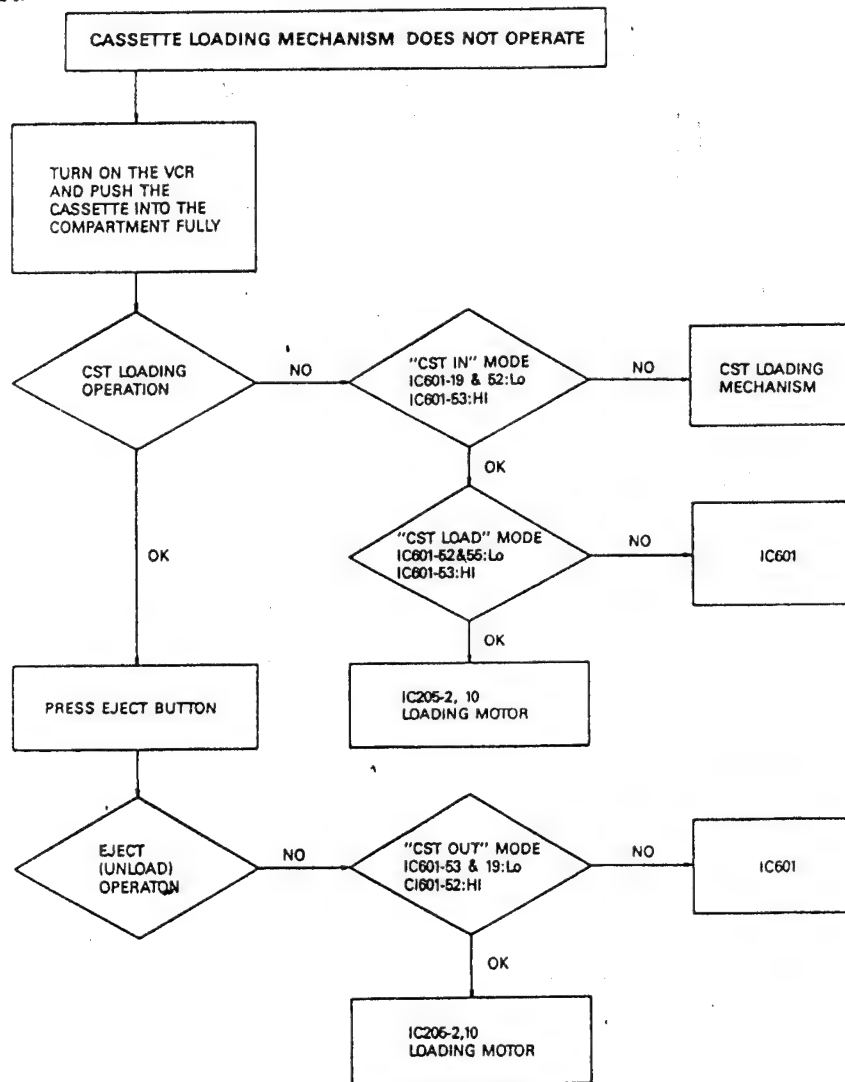 CASSETTE LOADING MECHANISM DOES NOT OPERATE
TURN ON THE VCR
AND PUSH THE
CASSETTE INTO THE
COMPARTMENT FULLY
CST LOADING
OPERATION
NO
"CST IN" MODE
IC601-19 & 52:Lo
IC601-53:HI
NO
CST LOADING
MECHANISM
OK
OK
"CST LOAD" MODE
IC601-52&55:Lo
IC601-53:HI
NO
IC601
OK
PRESS EJECT BUTTON
IC205-2, 10
LOADING MOTOR
EJECT
(UNLOAD)
OPERATON
NO
"CST OUT" MODE
IC601-53 & 19:Lo
CI601-52:HI
NO
IC601
OK
IC205-2,10
LOADING MOTOR